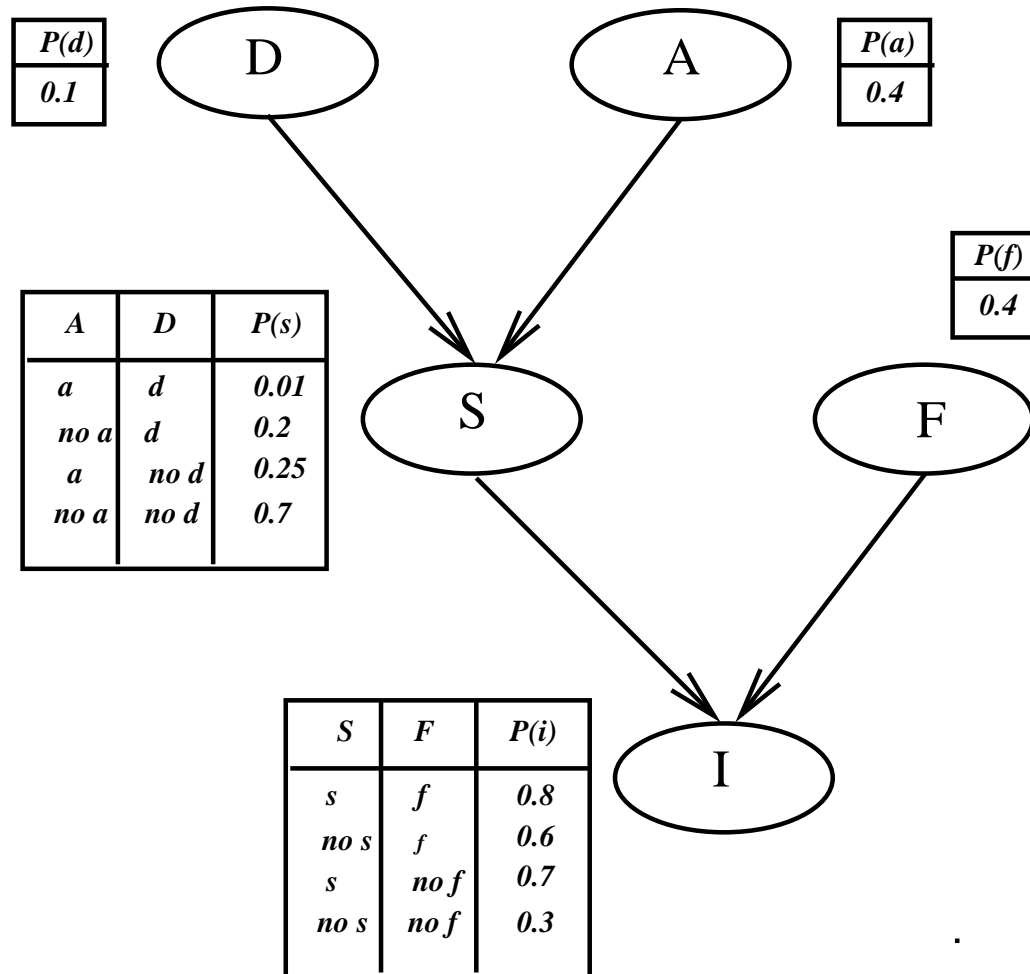 P(d)
0.1
D
A
P(a)
0.4
P(f)
0.4
A D P(s)
a d 0.01
no a d 0.2
a no d 0.25
no a no d 0.7
S
F
S F P(i)
s f 0.8
no s f 0.6
s no f 0.7
no s no f 0.3
I
.